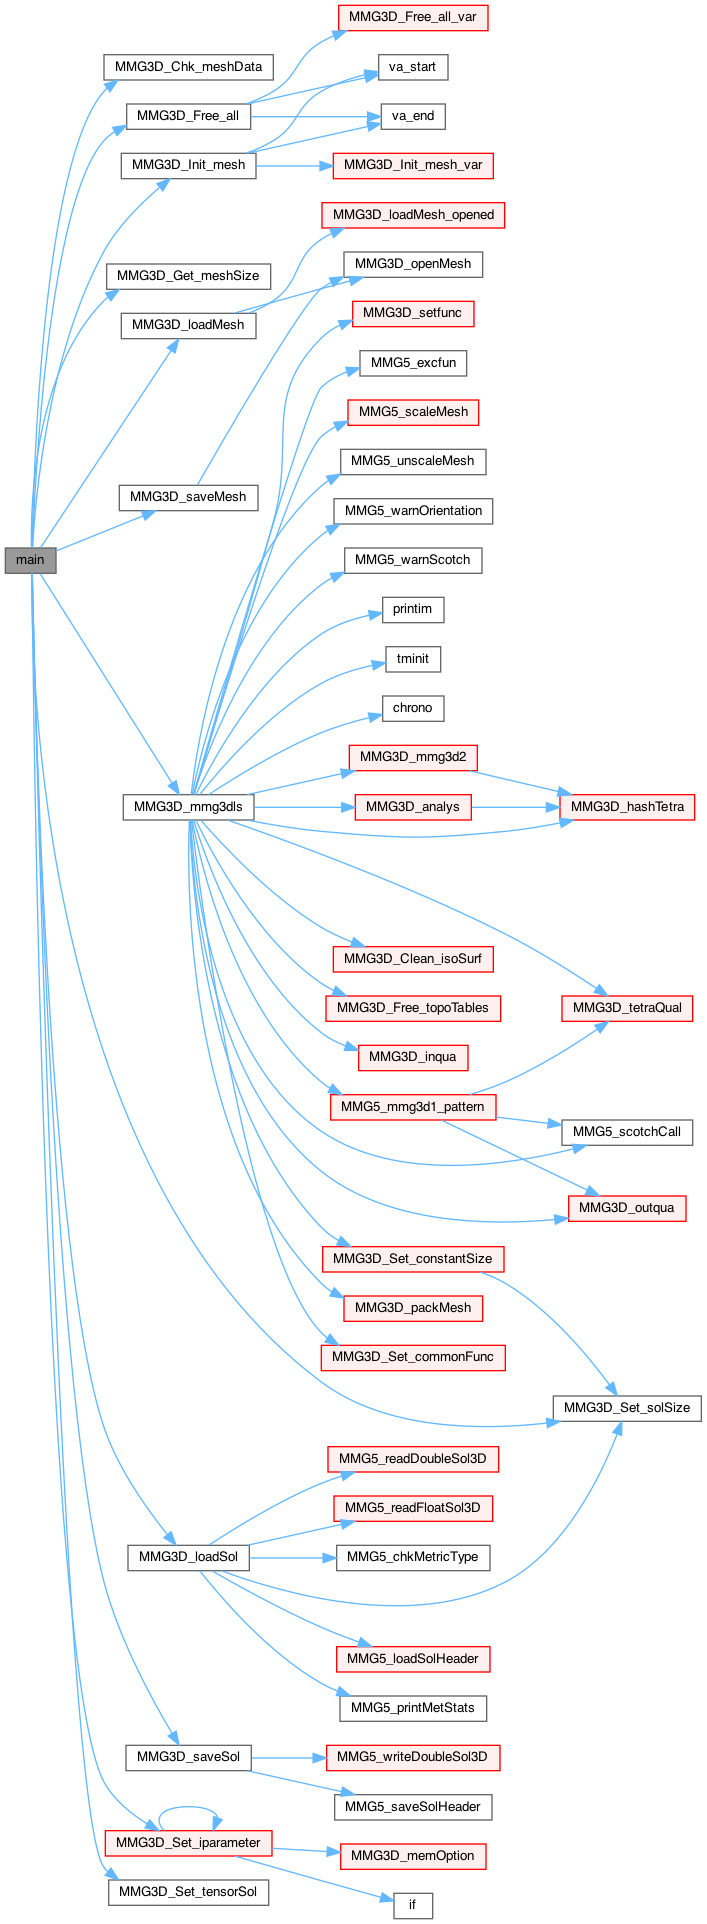 MMG3D_Free_all_var
MMG3D_Chk_meshData
va_start
MMG3D_Free_all
va_end
MMG3D_Init_mesh
MMG3D_Init_mesh_var
MMG3D_loadMesh_opened
MMG3D_openMesh
MMG3D_Get_meshSize
MMG3D_setfunc
MMG3D_loadMesh
MMG5_excfun
MMG5_scaleMesh
MMG5_unscaleMesh
MMG3D_saveMesh
MMG5_warnOrientation
main
MMG5_warnScotch
printim
tminit
chrono
MMG3D_mmg3d2
MMG3D_mmg3dls
MMG3D_analys
MMG3D_hashTetra
MMG3D_Clean_isoSurf
MMG3D_Free_topoTables
MMG3D_tetraQual
MMG3D_inqua
MMG5_mmg3d1_pattern
MMG5_scotchCall
MMG3D_outqua
MMG3D_Set_constantSize
MMG3D_packMesh
MMG3D_Set_commonFunc
MMG3D_Set_solSize
MMG5_readDoubleSol3D
MMG5_readFloatSol3D
MMG3D_loadSol
MMG5_chkMetricType
MMG5_loadSolHeader
MMG5_printMetStats
MMG3D_saveSol
MMG5_writeDoubleSol3D
MMG5_saveSolHeader
MMG3D_Set_iparameter
MMG3D_memOption
MMG3D_Set_tensorSol
if